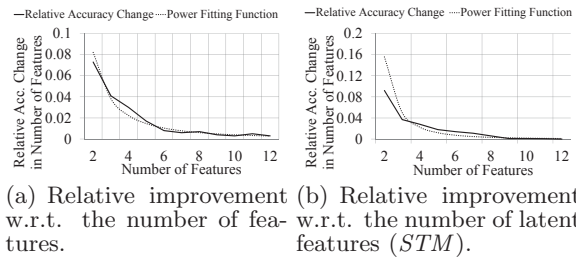 Relative Accuracy Change Power Fitting Function
Relative Acc. Change
in Number of Features
0.1
0.08
0.06
0.04
0.02
0
2 4 6 8 10 12
Number of Features
(a) Relative improvement
w.r.t. the number of fea-
tures.
Relative Accuracy Change Power Fitting Function
Relative Acc. Change
in Number of Features
0.2
0.16
0.12
0.08
0.04
0
2 4 6 8 10 12
Number of Features
(b) Relative improvement
w.r.t. the number of latent
features (STM).